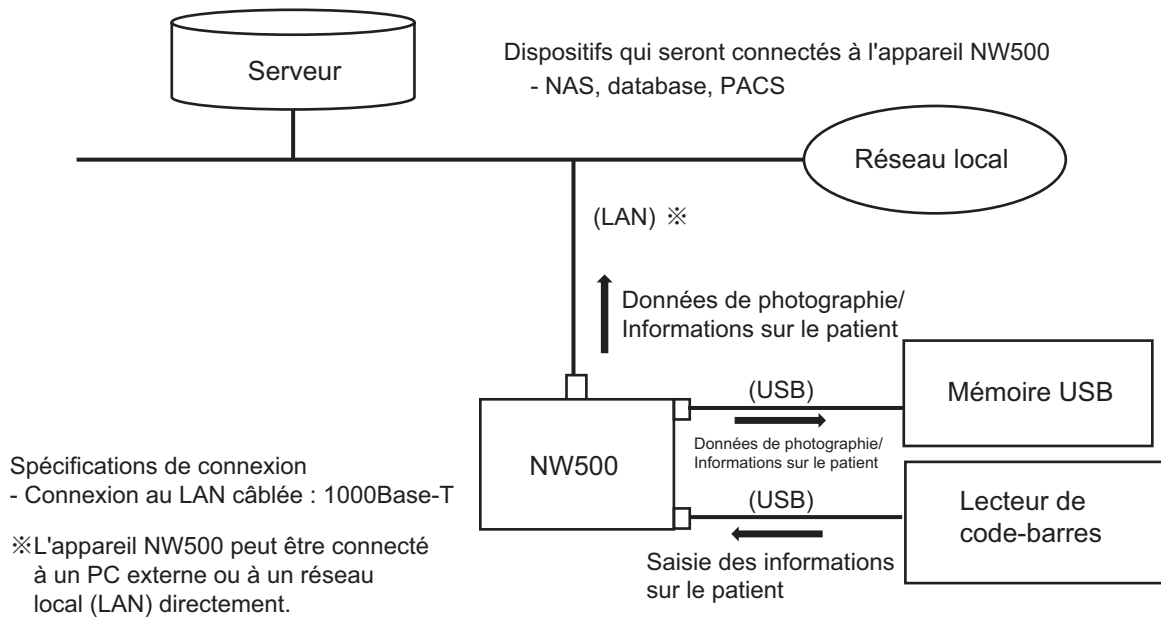 Serveur
Dispositifs qui seront connectés à l'appareil NW500
- NAS, database, PACS
Réseau local
(LAN) ※
Données de photographie/
Informations sur le patient
(USB)
Mémoire USB
Données de photographie/
Informations sur le patient
NW500
Spécifications de connexion
- Connexion au LAN câblée : 1000Base-T
※L'appareil NW500 peut être connecté
à un PC externe ou à un réseau
local (LAN) directement.
(USB)
Lecteur de
code-barres
Saisie des informations
sur le patient